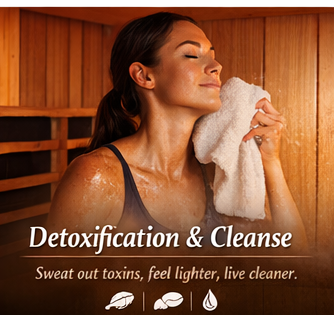 Detoxification & Cleanse
Sweat out toxins, feel lighter, live cleaner.